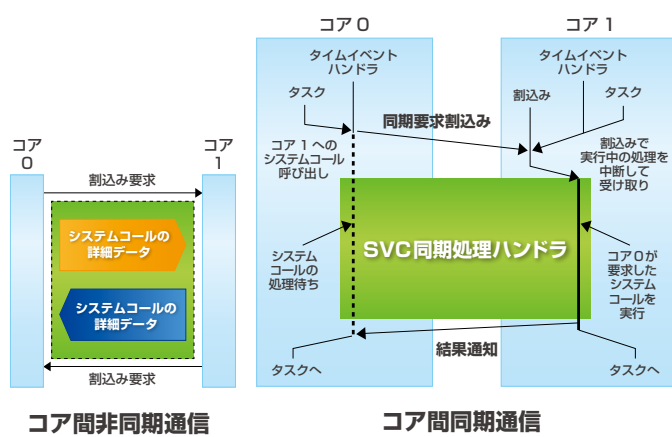 コア
0
コア
1
割込み要求
システムコールの
詳細データ
システムコールの
詳細データ
割込み要求
コア間非同期通信
コア 0
コア 1
タイムイベント
ハンドラ
タスク
コア 1 への
システムコール
呼び出し
同期要求割込み
タイムイベント
ハンドラ
割込み
タスク
割込みで
実行中の処理を
中断して
受け取り
SVC同期処理ハンドラ
システム
コールの
処理待ち
コア0が
要求した
システム
コールを
実行
結果通知
タスクへ
タスクへ
コア間同期通信